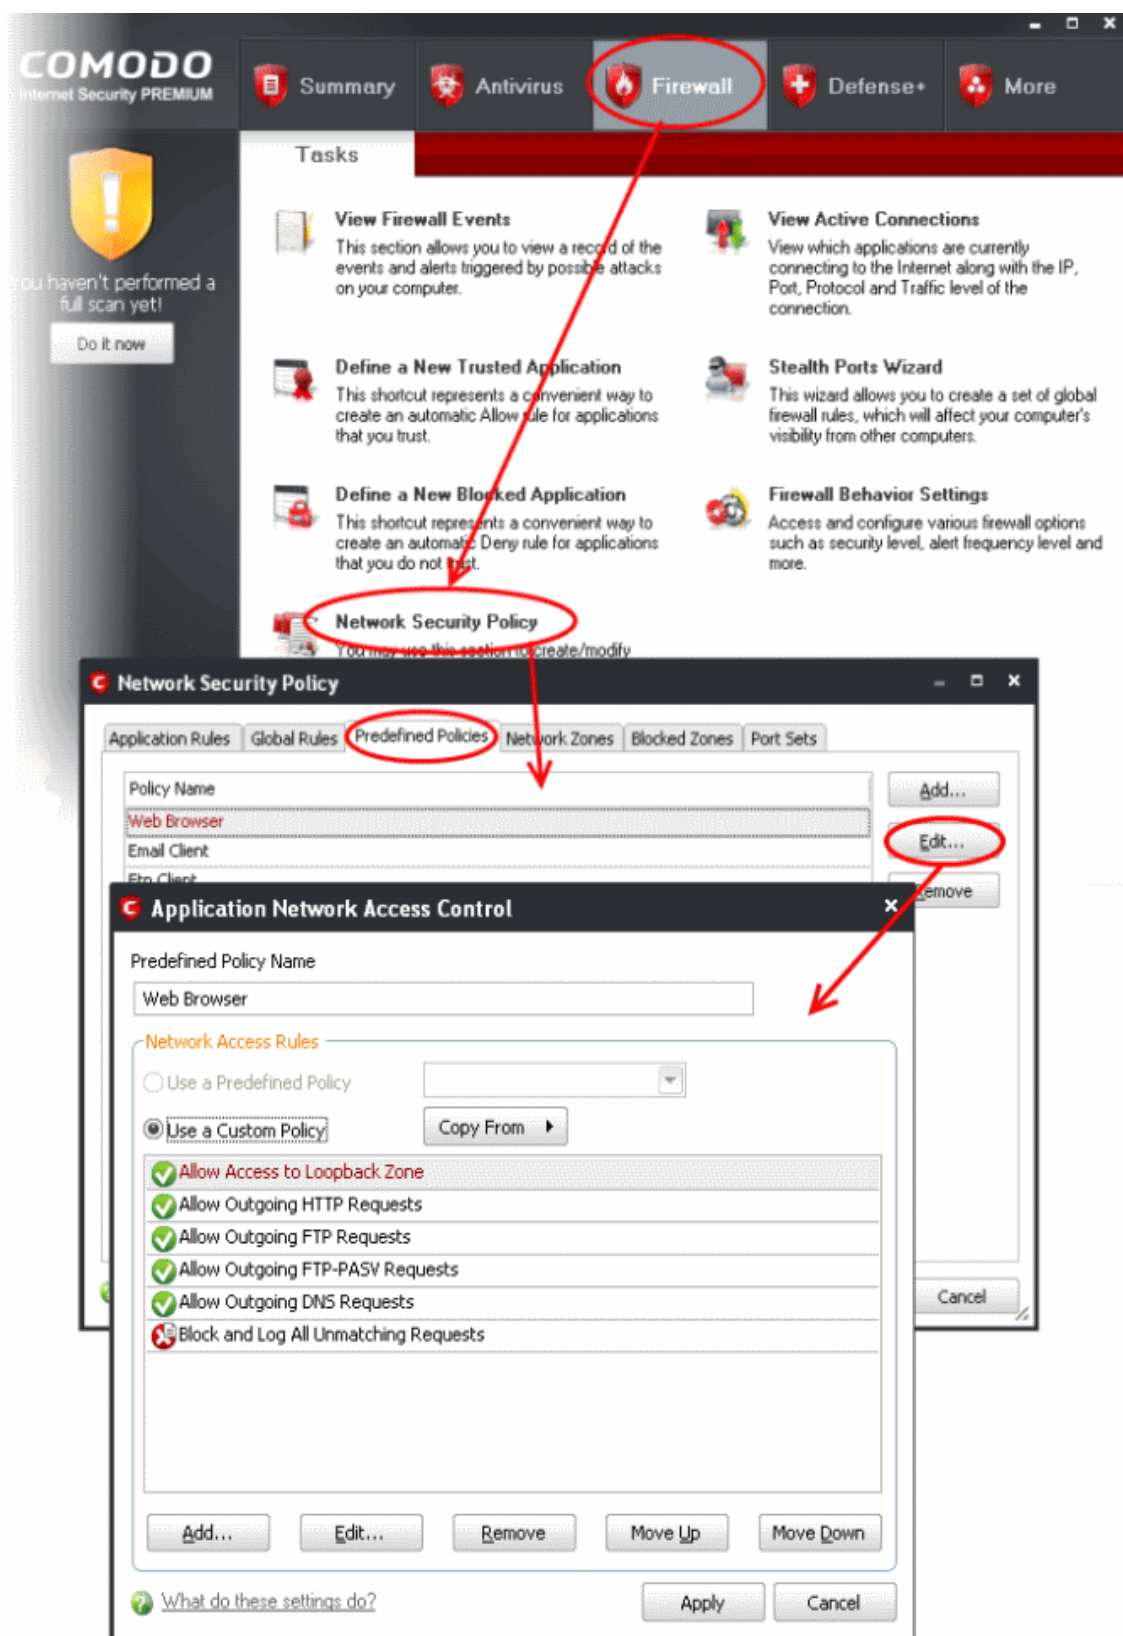 COMODO
Internet Security PREMIUM
Summary
Antivirus
Firewall
Defense+
More
Tasks
You haven't performed a
full scan yet!
Do it now
View Firewall Events
This section allows you to view a record of the
events and alerts triggered by possible attacks
on your computer.
View Active Connections
View which applications are currently
connecting to the Internet along with the IP,
Port, Protocol and Traffic level of the
connection.
Define a New Trusted Application
This shortcut represents a convenient way to
create an automatic Allow rule for applications
that you trust.
Stealth Ports Wizard
This wizard allows you to create a set of global
firewall rules, which will affect your computer's
visibility from other computers.
Define a New Blocked Application
This shortcut represents a convenient way to
create an automatic Deny rule for applications
that you do not trust.
Firewall Behavior Settings
Access and configure various firewall options
such as security level, alert frequency level and
more.
Network Security Policy
You may use this section to create/modify
Network Security Policy
Application Rules
Global Rules
Predefined Policies
Network Zones
Blocked Zones
Port Sets
Policy Name
Web Browser
Email Client
Ftp Client
Add...
Edit...
Remove
Cancel
Application Network Access Control
Predefined Policy Name
Web Browser
Network Access Rules
Use a Predefined Policy
Use a Custom Policy
Copy From
Allow Access to Loopback Zone
Allow Outgoing HTTP Requests
Allow Outgoing FTP Requests
Allow Outgoing FTP-PASV Requests
Allow Outgoing DNS Requests
Block and Log All Unmatching Requests
Add...
Edit...
Remove
Move Up
Move Down
What do these settings do?
Apply
Cancel